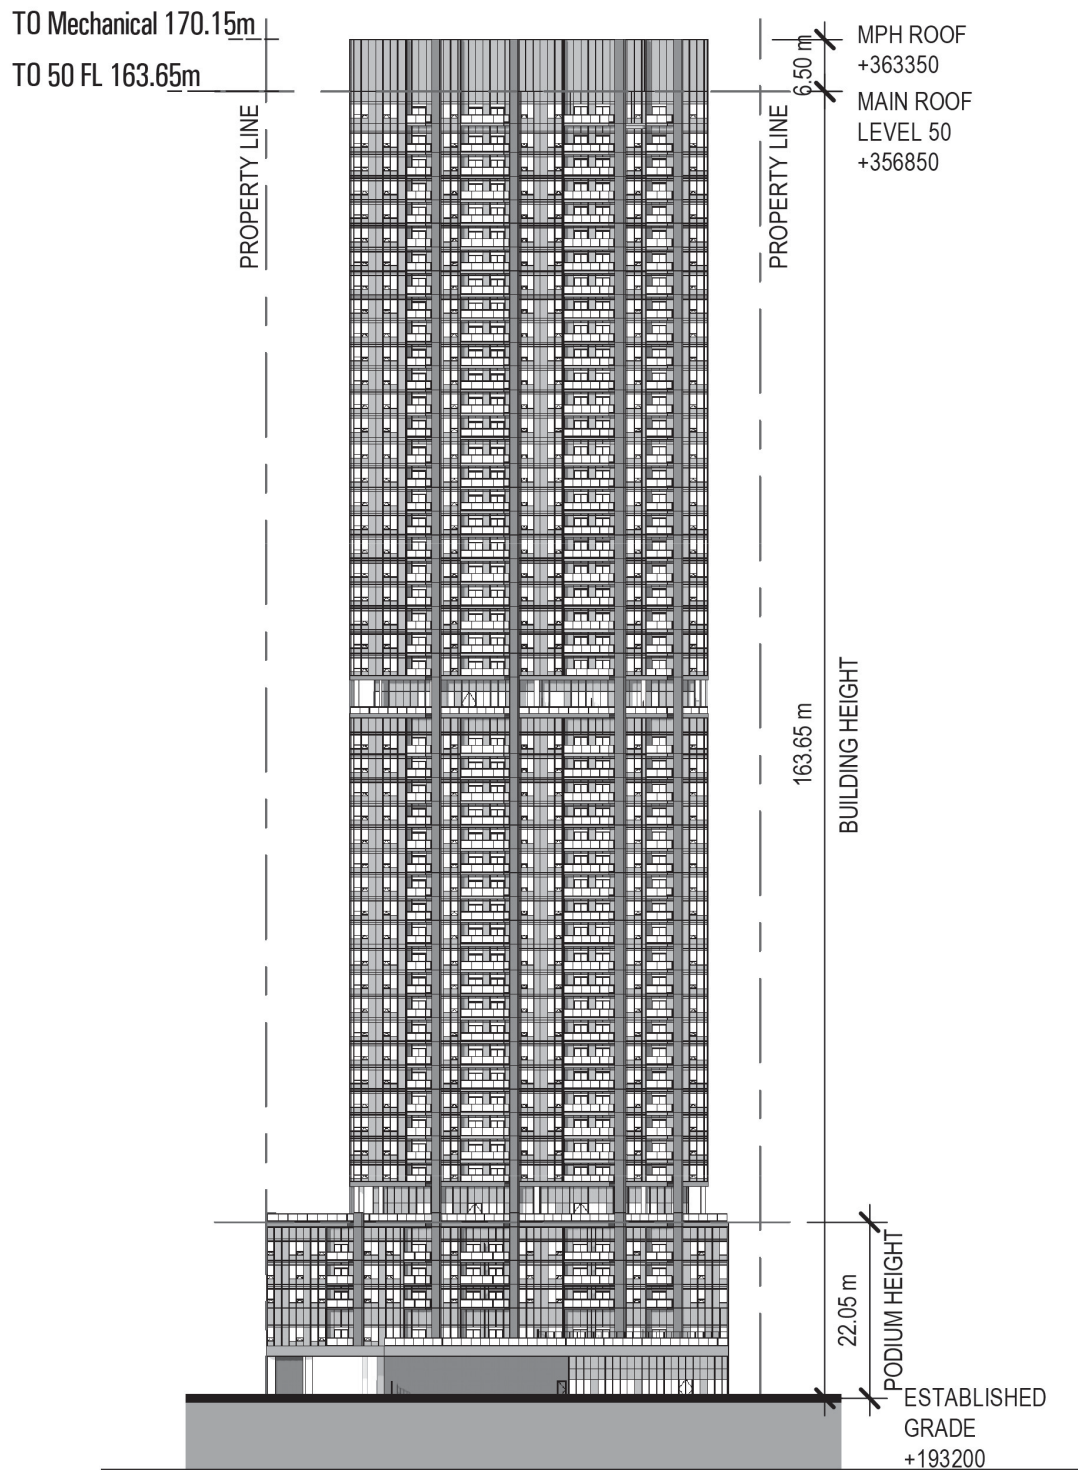 TO Mechanical 170.15m
TO 50 FL 163.65m
PROPERTY LINE
PROPERTY LINE
6.50 m
MPH ROOF
+363350
MAIN ROOF
LEVEL 50
+356850
163.65 m
BUILDING HEIGHT
22.05 m
PODIUM HEIGHT
ESTABLISHED
GRADE
+193200